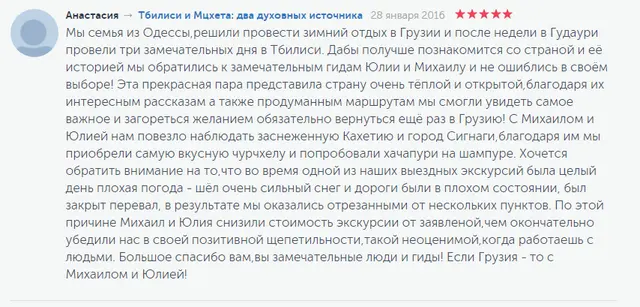 Анастасия → Тбилиси и Мцхета: два духовных источника 28 января 2016
Мы семья из Одессы,решили провести зимний отдых в Грузии и после недели в Гудаури
провели три замечательных дня в Тбилиси. Дабы получше познакомится со страной и её
историей мы обратились к замечательным гидам Юлии и Михаилу и не ошиблись в своём
выборе! Эта прекрасная пара представила страну очень тёплой и открытой,благодаря их
интересным рассказам а также продуманным маршрутам мы смогли увидеть самое
важное и загореться желанием обязательно вернуться ещё раз в Грузию! С Михаилом и
Юлией нам повезло наблюдать заснеженную Кахетию и город Сигнаги,благодаря им мы
приобрели самую вкусную чурчхелу и попробовали хачапури на шампуре. Хочется
обратить внимание на то,что во время одной из наших выездных экскурсий была целый
день плохая погода - шёл очень сильный снег и дороги были в плохом состоянии, был
закрыт перевал, в результате мы оказались отрезанными от нескольких пунктов. По этой
причине Михаил и Юлия снизили стоимость экскурсии от заявленой,чем окончательно
убедили нас в своей позитивной щепетильности,такой неоценимой,когда работаешь с
людьми. Большое спасибо вам,вы замечательные люди и гиды! Если Грузия - то с
Михаилом и Юлией!